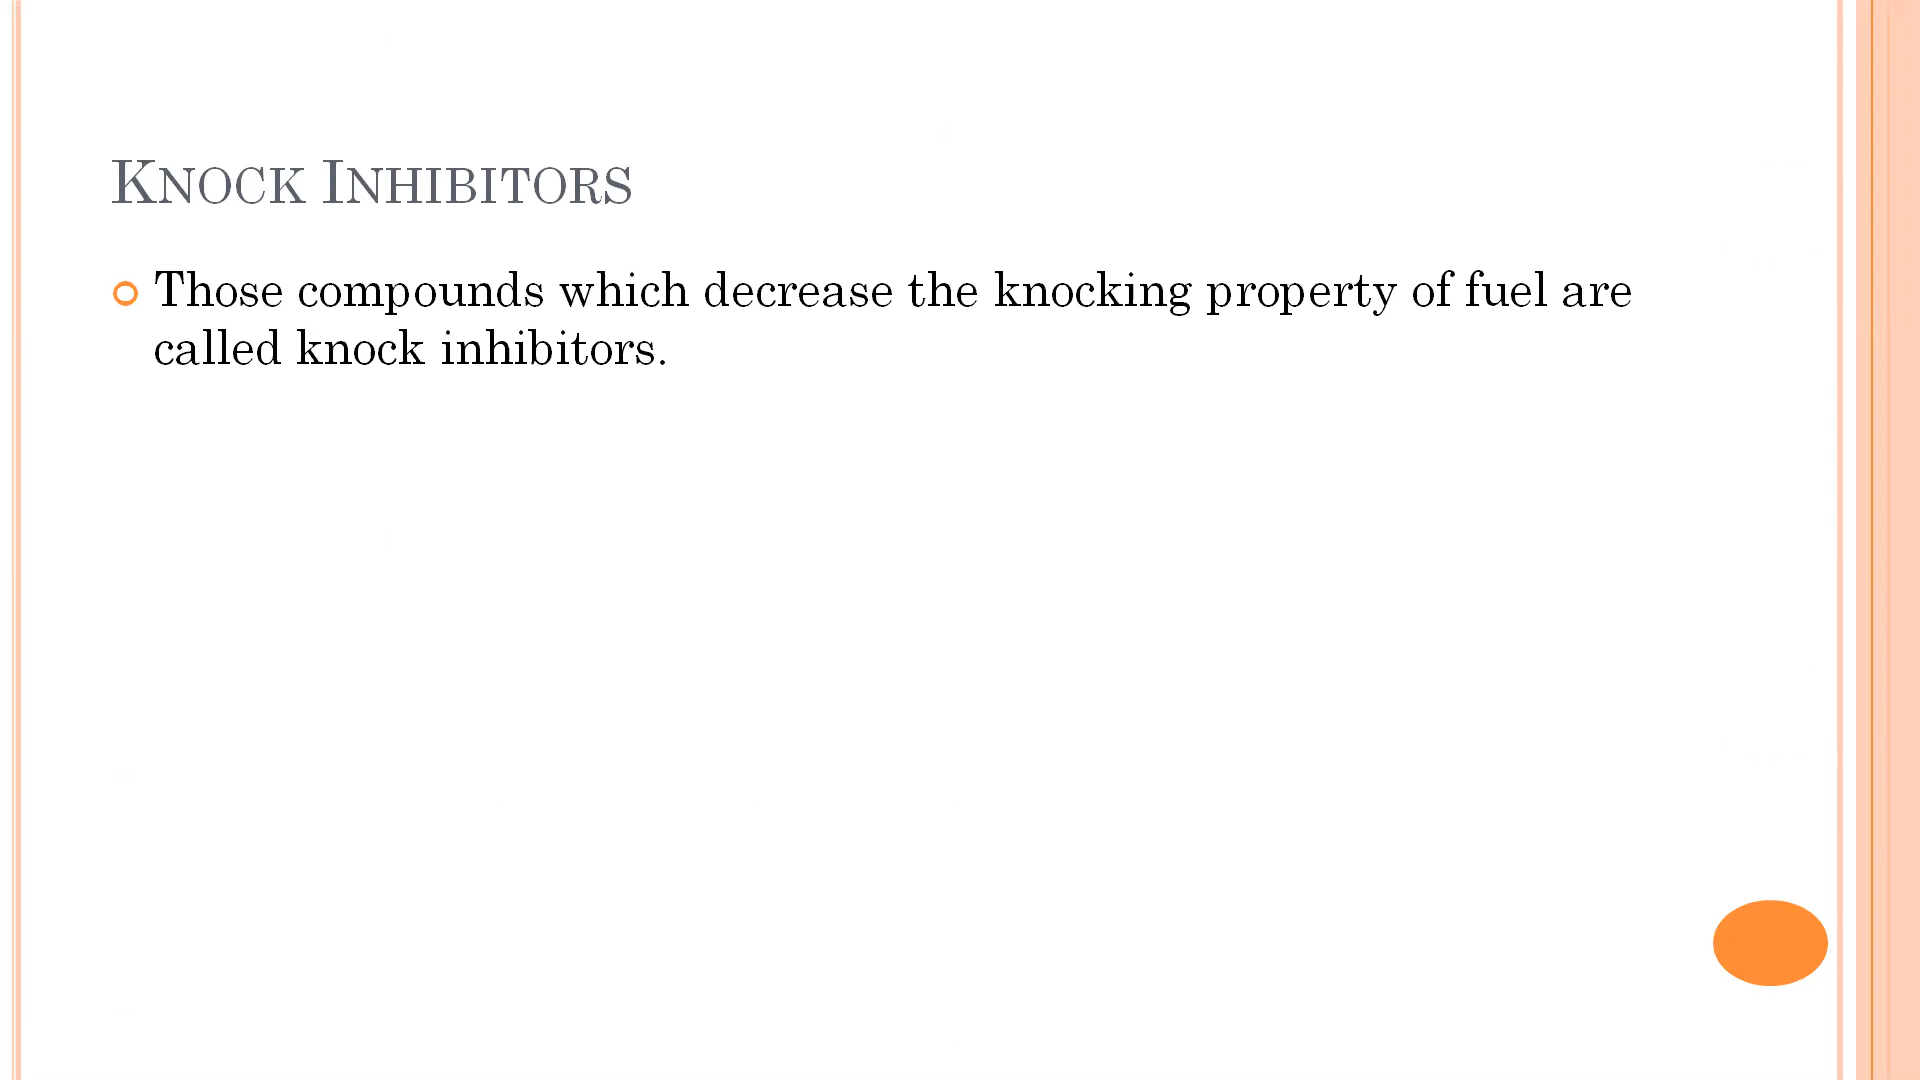 Knock Inhibitors
Those compounds which decrease the knocking property of fuel are
called knock inhibitors.